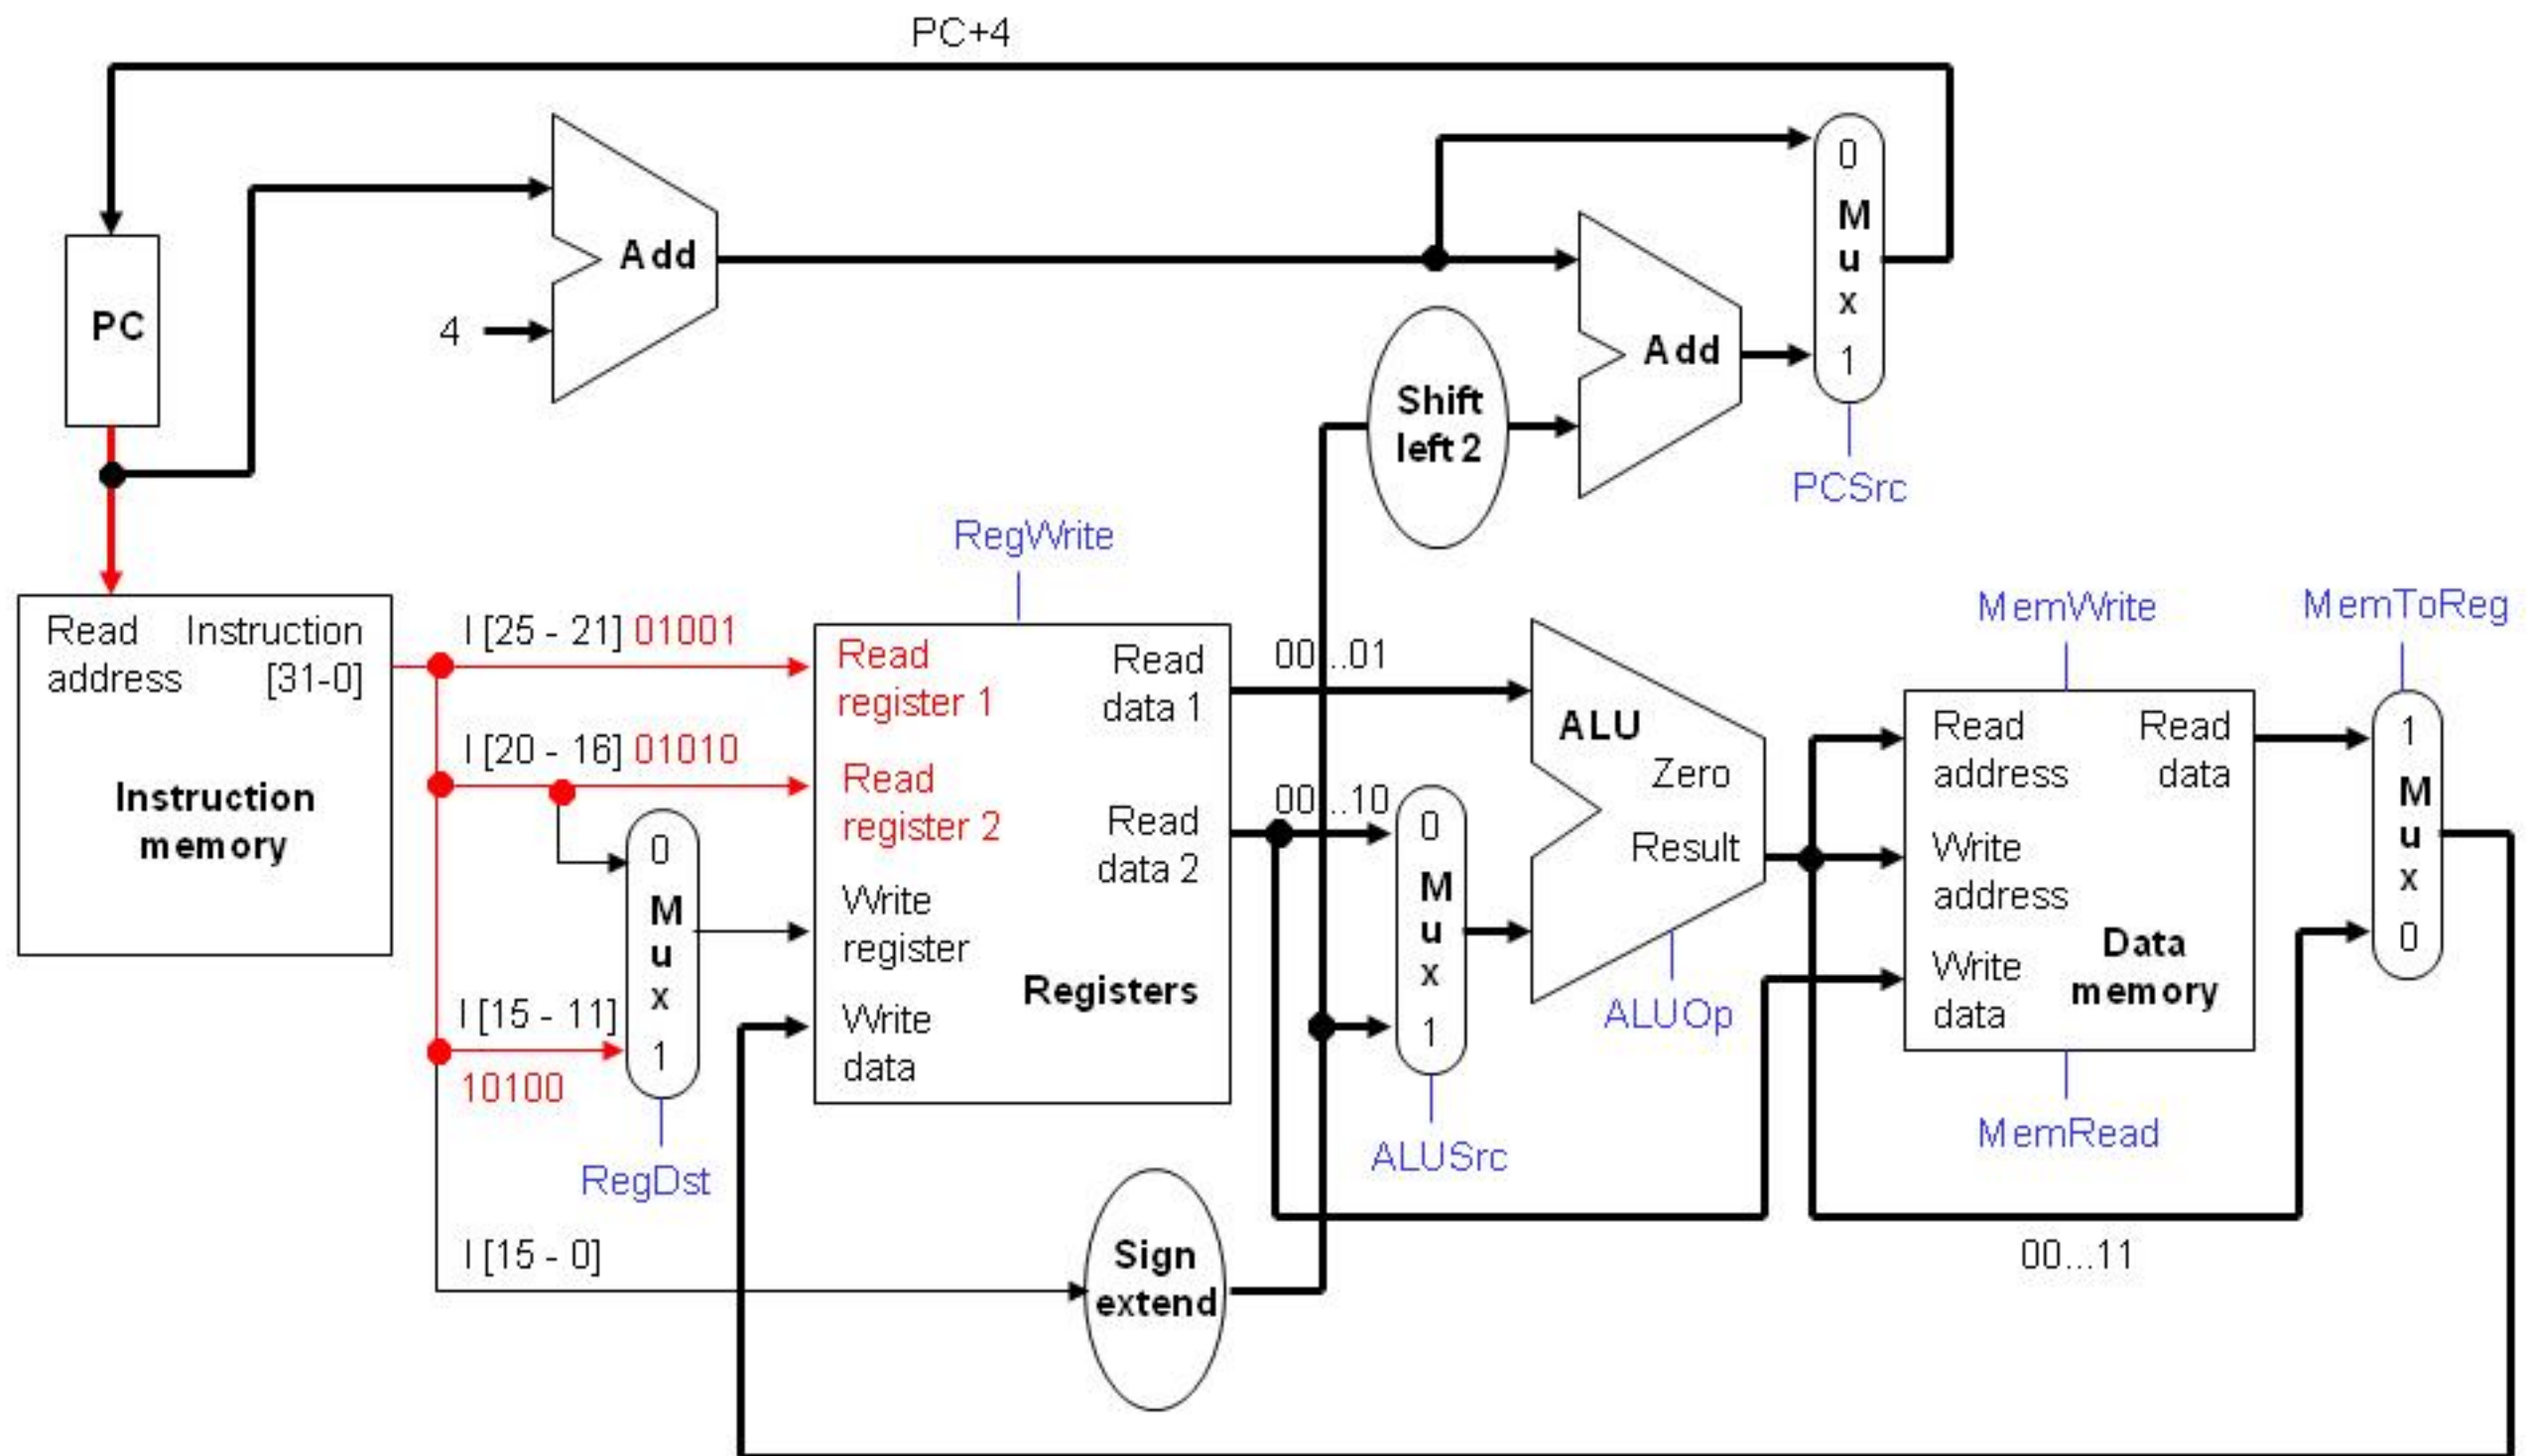 PC+4
PC
Add
4
0
M
u
x
1
PCSrc
Add
Shift
left 2
RegWrite
MemWrite
MemToReg
Read
address
Instruction
[31-0]
Instruction
memory
I [25 - 21] 01001
I [20 - 16] 01010
I [15 - 11]
10100
I [15 - 0]
0
M
u
x
1
RegDst
Read
register 1
Read
register 2
Write
register
Write
data
Read
data 1
Read
data 2
Registers
00...01
00...10
0
M
u
x
1
ALUSrc
ALU
Zero
Result
ALUOp
Read
address
Write
address
Write
data
Read
data
Data
memory
MemRead
1
M
u
x
0
00...11
Sign
extend